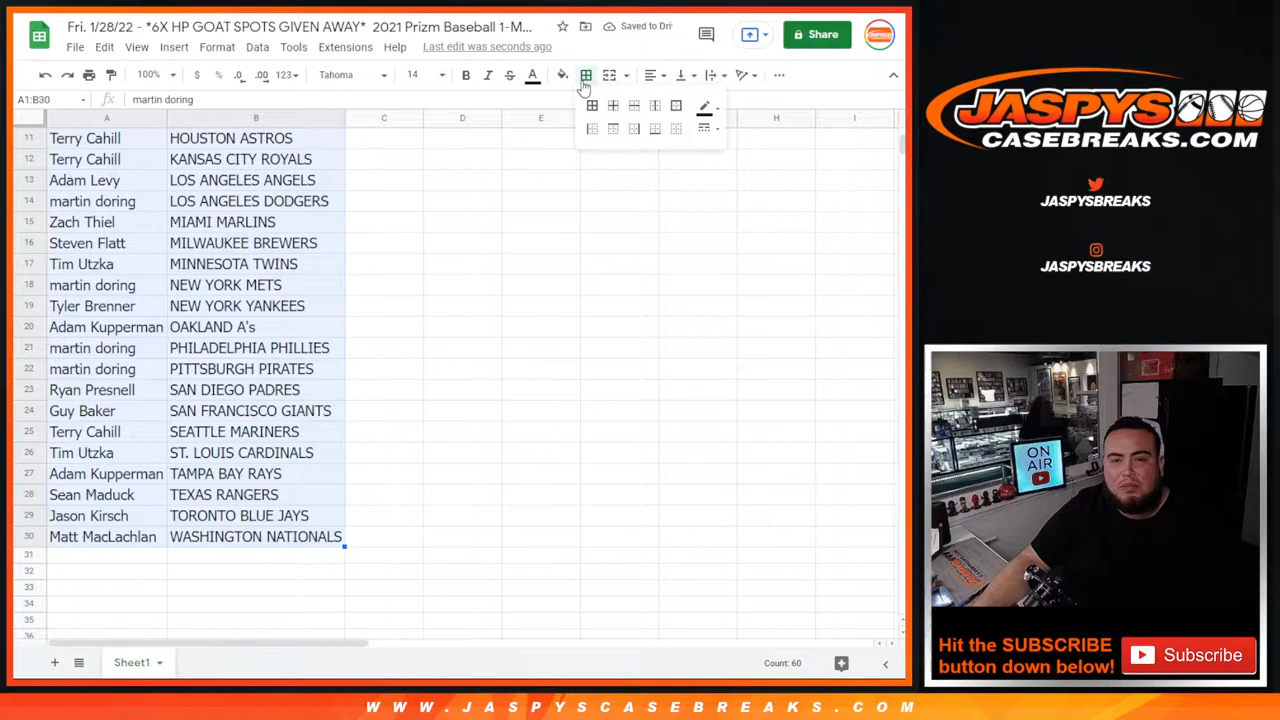 Fri. 1/28/22 - *6X HP GOAT SPOTS GIVEN AWAY* 2021 Prizm Baseball 1-M...
Saved to Dri
Share
File Edit View Insert Format Data Tools Extensions Help Last edit was seconds ago
100% $ % .0 .00 123 Tahoma 14 B I S A
A1:B30 fx martin doring
A B C D E H I
11 Terry Cahill HOUSTON ASTROS
12 Terry Cahill KANSAS CITY ROYALS
13 Adam Levy LOS ANGELES ANGELS
14 martin doring LOS ANGELES DODGERS
15 Zach Thiel MIAMI MARLINS
16 Steven Flatt MILWAUKEE BREWERS
17 Tim Utzka MINNESOTA TWINS
18 martin doring NEW YORK METS
19 Tyler Brenner NEW YORK YANKEES
20 Adam Kupperman OAKLAND A's
21 martin doring PHILADELPHIA PHILLIES
22 martin doring PITTSBURGH PIRATES
23 Ryan Presnell SAN DIEGO PADRES
24 Guy Baker SAN FRANCISCO GIANTS
25 Terry Cahill SEATTLE MARINERS
26 Tim Utzka ST. LOUIS CARDINALS
27 Adam Kupperman TAMPA BAY RAYS
28 Sean Maduck TEXAS RANGERS
29 Jason Kirsch TORONTO BLUE JAYS
30 Matt MacLachlan WASHINGTON NATIONALS
31
32
33
34
35
36
Sheet1
Count: 60
JASPYS
CASEBREAKS.COM
JASPYSBREAKS
JASPYSBREAKS
ON
AIR
Hit the SUBSCRIBE
button down below!
Subscribe
WWW.JASPYSCASEBREAKS.COM